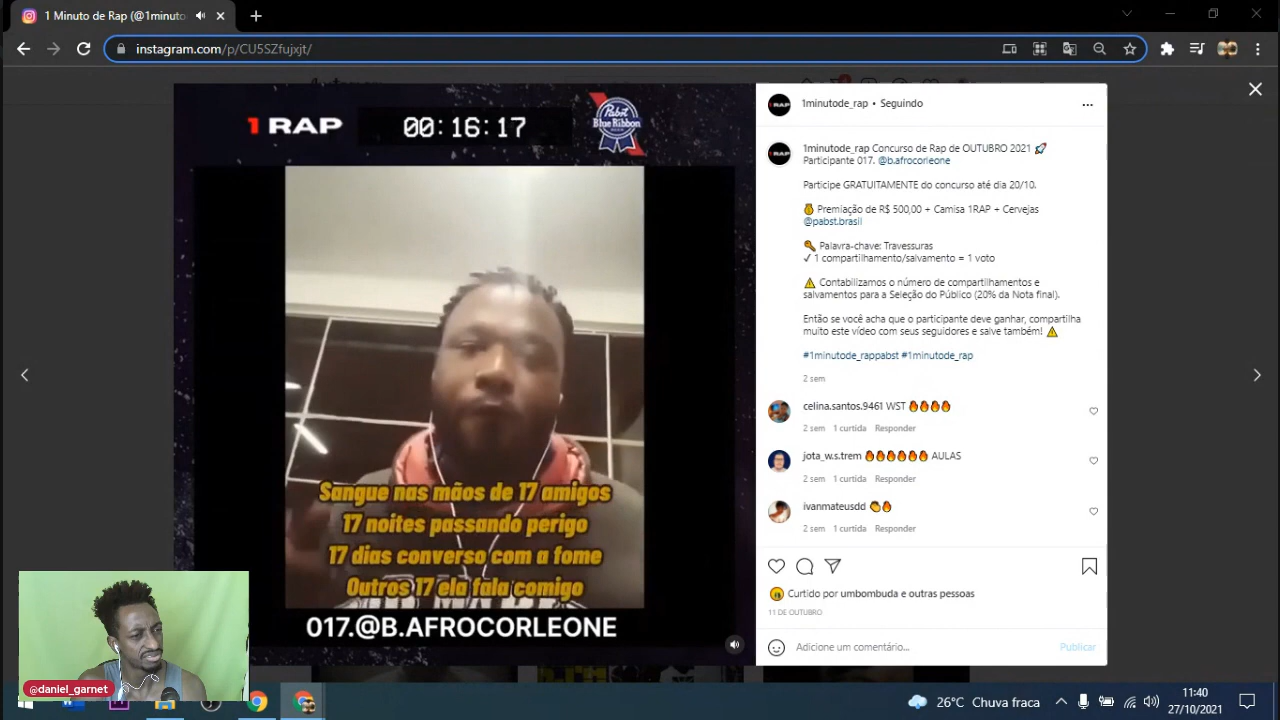 1 Minuto de Rap (@1minuto
instagram.com/p/CU5SZfujxjt/
1 RAP
00:16:17
Pabst
Blue Ribbon
Sangue nas mãos de 17 amigos
17 noites passando perigo
17 dias converso com a fome
Outros 17 ela fala comigo
017.@B.AFROCORLEONE
1minutode_rap • Seguindo
1minutode_rap Concurso de Rap de OUTUBRO 2021 🚀
Participante 017. @b.afrocorleone
Participe GRATUITAMENTE do concurso até dia 20/10.
💰 Premiação de R$ 500,00 + Camisa 1RAP + Cervejas
@pabst.brasil
🔑 Palavra-chave: Travessuras
✓ 1 compartilhamento/salvamento = 1 voto
⚠️ Contabilizamos o número de compartilhamentos e
salvamentos para a Seleção do Público (20% da Nota final).
Então se você acha que o participante deve ganhar, compartilha
muito este vídeo com seus seguidores e salve também! ⚠️
#1minutode_rappabst #1minutode_rap
2 sem
celina.santos.9461 WST 🔥🔥🔥🔥
2 sem 1 curtida Responder
jota_w.s.trem 🔥🔥🔥🔥🔥🔥 AULAS
2 sem 1 curtida Responder
ivanmateusdd 👏🔥
2 sem 1 curtida Responder
Curtido por umbombuda e outras pessoas
11 DE OUTUBRO
Adicione um comentário...
Publicar
@daniel_garnet
26°C Chuva fraca
11:40
27/10/2021